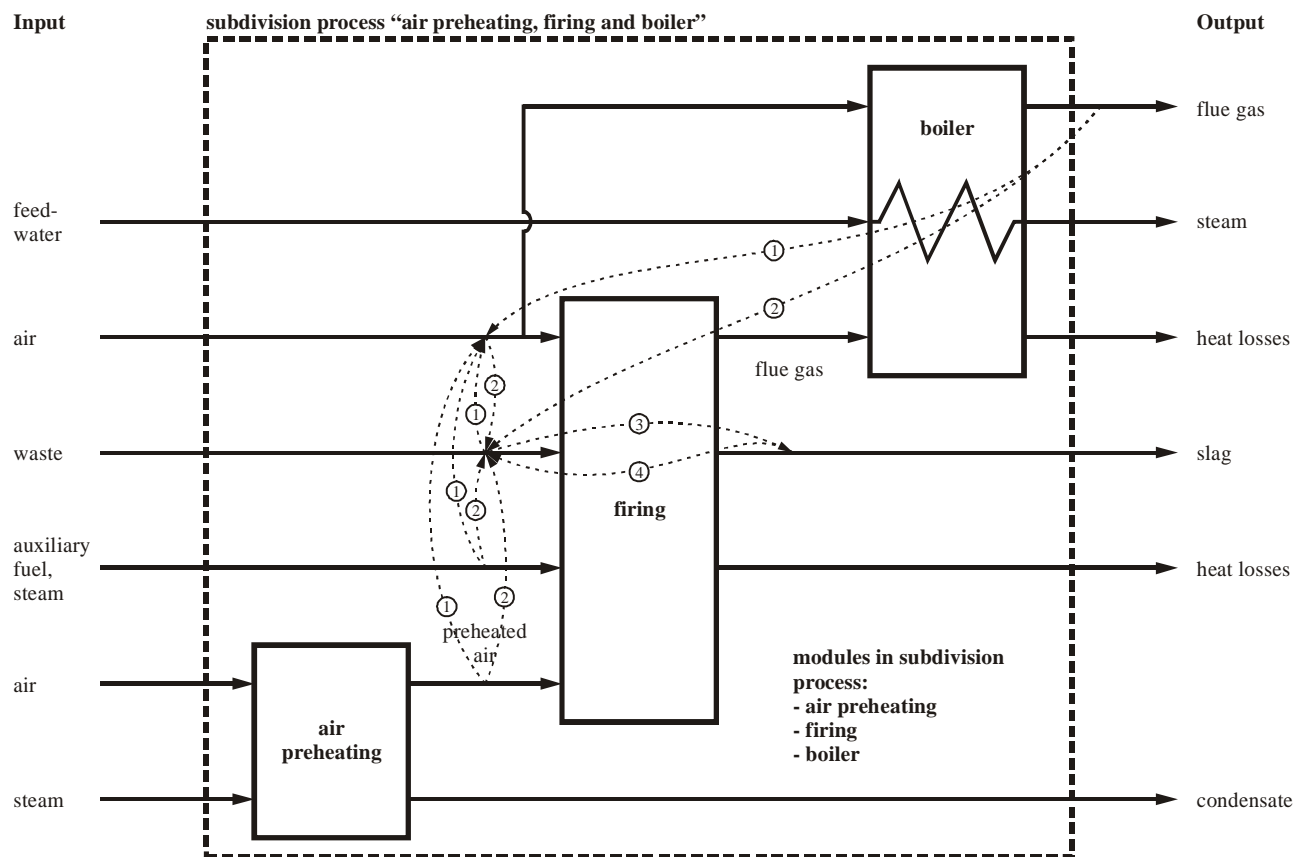 Input
subdivision process “air preheating, firing and boiler”
Output
flue gas
boiler
feed-
water
steam
1
2
air
heat losses
flue gas
2
1
3
waste
slag
4
1
2
firing
auxiliary
fuel,
steam
heat losses
2
1
preheated
air
modules in subdivision
process:
- air preheating
- firing
- boiler
air
air
preheating
steam
condensate